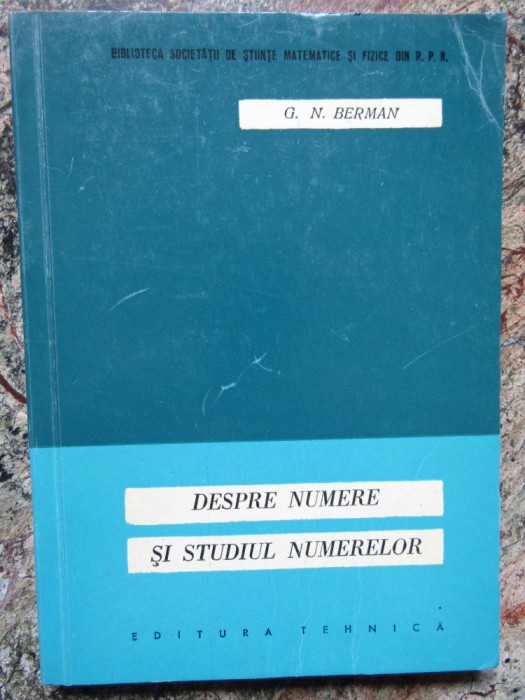 BIBLIOTECA SOCIETĂȚII DE ȘTIINȚE MATEMATICE ȘI FIZICE DIN R. P. R.
G. N. BERMAN
DESPRE NUMERE
ȘI STUDIUL NUMERELOR
EDITURA TEHNICĂ